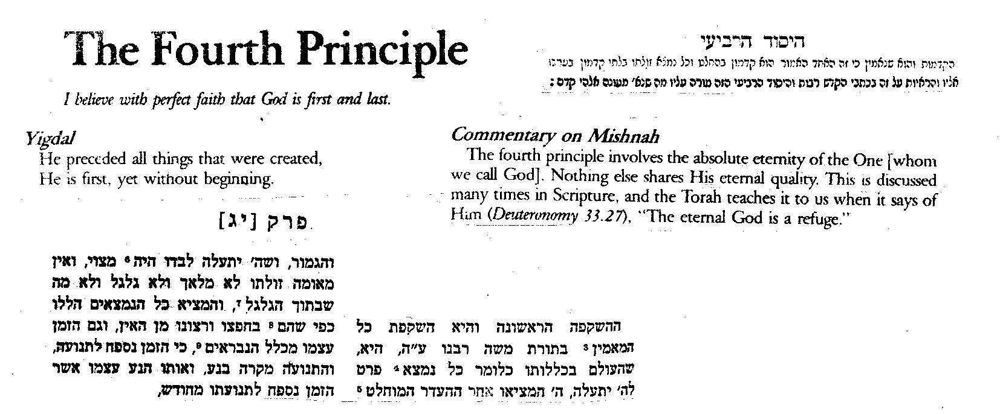 The Fourth Principle
I believe with perfect faith that God is first and last.
היסוד הרביעי
הקדמות והוא שנאמין כי זה האחד האמור הוא קדמון בהחלט וכל נמצא זולתו בלתי קדמון בערכו
אליו והראיות על זה בכתבי הקדש רבות והיסוד הרביעי הזה מורה עליו מה שנא׳ מעונה אלהי קדם :
Yigdal
He preceded all things that were created,
He is first, yet without beginning.
Commentary on Mishnah
The fourth principle involves the absolute eternity of the One [whom
we call God]. Nothing else shares His eternal quality. This is discussed
many times in Scripture, and the Torah teaches it to us when it says of
Him (Deuteronomy 33.27), "The eternal God is a refuge."
פרק [יג]
ההשקפה הראשונה והיא השקפת כל
המאמין 3 בתורת משה רבנו ע״ה, היא,
שהעולם בכללותו כלומר כל נמצא 4 פרט
לה׳ יתעלה, ה׳ המציאו אחר ההעדר המוחלט 5
והגמור, ושה׳ יתעלה לבדו היה 6 מצוי, ואין
מאומה זולתו לא מלאך ולא גלגל ולא מה
שבתוך הגלגל 7, והמציא כל הנמצאים הללו
כפי שהם 8 בחפצו ורצונו מן האין, וגם הזמן
עצמו מכלל הנבראים 9, כי הזמן נספח לתנועה,
והתנועה מקרה בנע, ואותו הנע עצמו אשר
הזמן נספח לתנועתו מחודש,